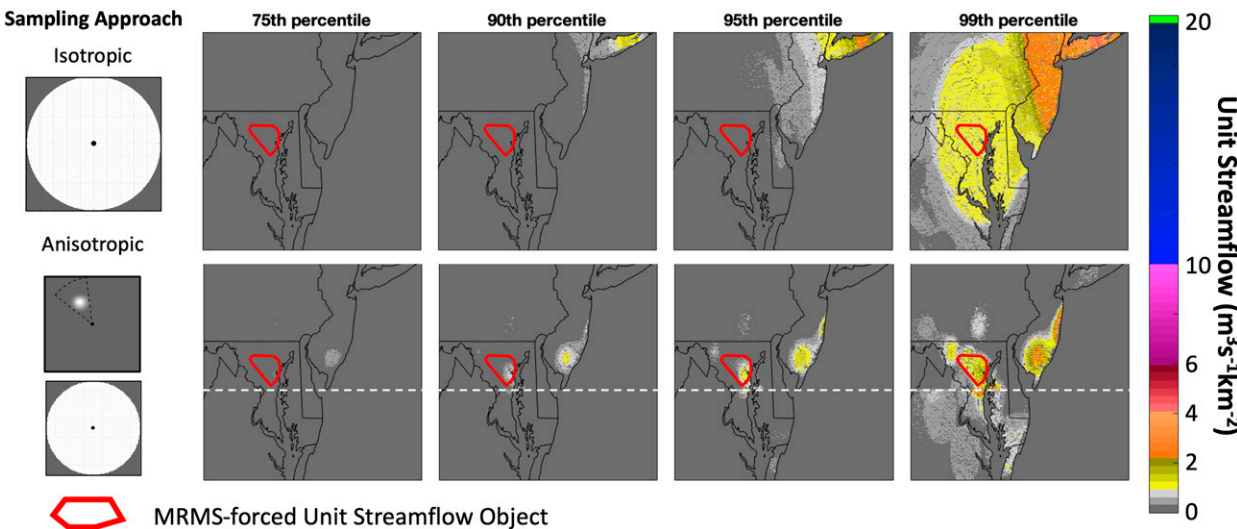 Sampling Approach
75th percentile
90th percentile
95th percentile
99th percentile
Isotropic
Anisotropic
20
10
6
4
2
0
Unit Streamflow (m³s⁻¹km⁻²)
MRMS-forced Unit Streamflow Object